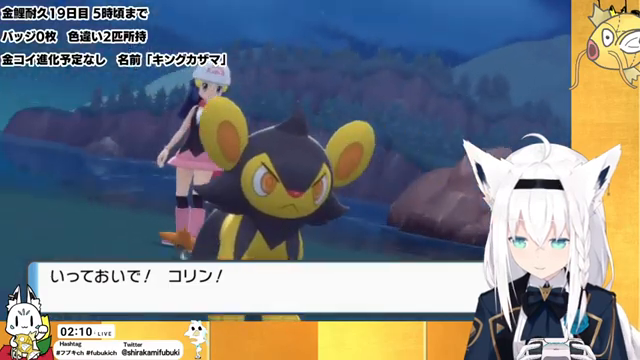 金鯉耐久19日目 5時頃まで
バッジ0枚　色違い2匹所持
金コイ進化予定なし　名前「キングカザマ」
いっておいで！　コリン！
02:10 LIVE
Hashtag
#フブキch #fubukich
Twitter
@shirakamifubuki